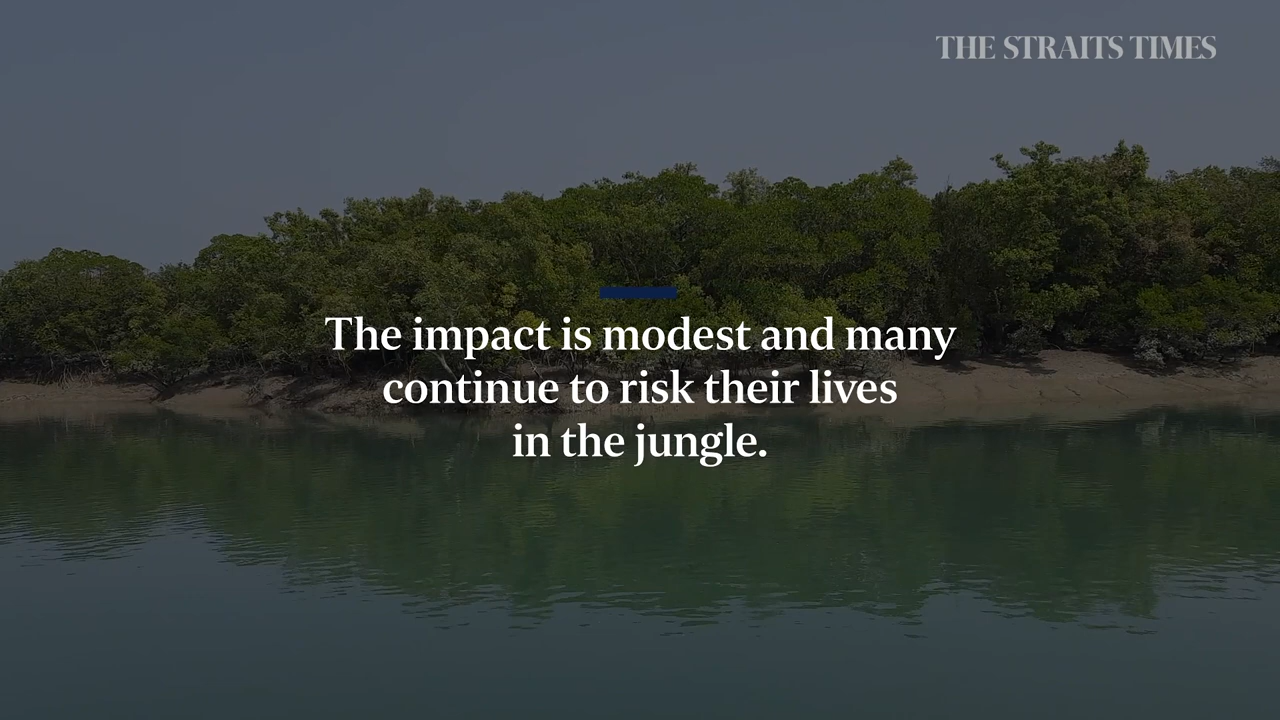 THE STRAITS TIMES
The impact is modest and many
continue to risk their lives
in the jungle.